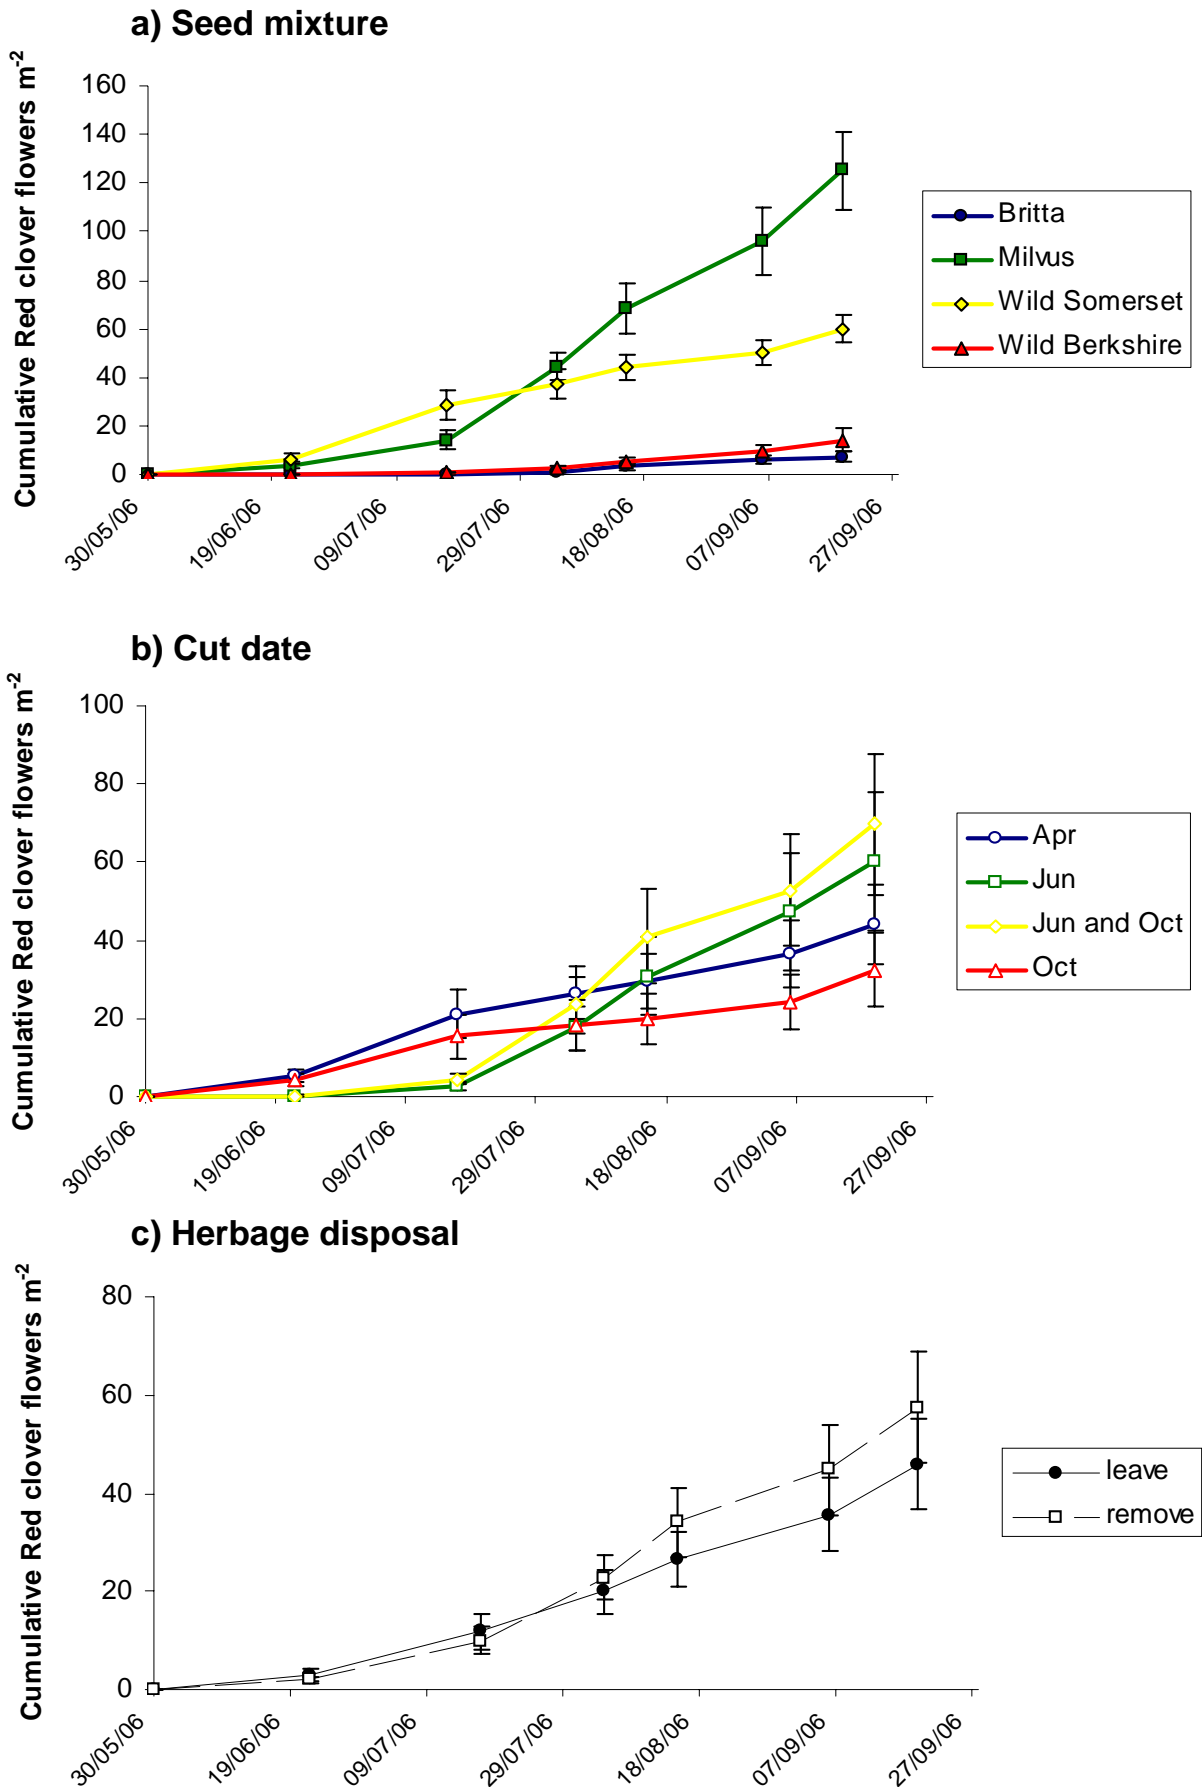 a) Seed mixture
Cumulative Red clover flowers m-2
160
140
120
100
80
60
40
20
0
30/05/06
19/06/06
09/07/06
29/07/06
18/08/06
07/09/06
27/09/06
Britta
Milvus
Wild Somerset
Wild Berkshire
b) Cut date
Cumulative Red clover flowers m-2
100
80
60
40
20
0
30/05/06
19/06/06
09/07/06
29/07/06
18/08/06
07/09/06
27/09/06
Apr
Jun
Jun and Oct
Oct
c) Herbage disposal
Cumulative Red clover flowers m-2
80
60
40
20
0
30/05/06
19/06/06
09/07/06
29/07/06
18/08/06
07/09/06
27/09/06
leave
remove